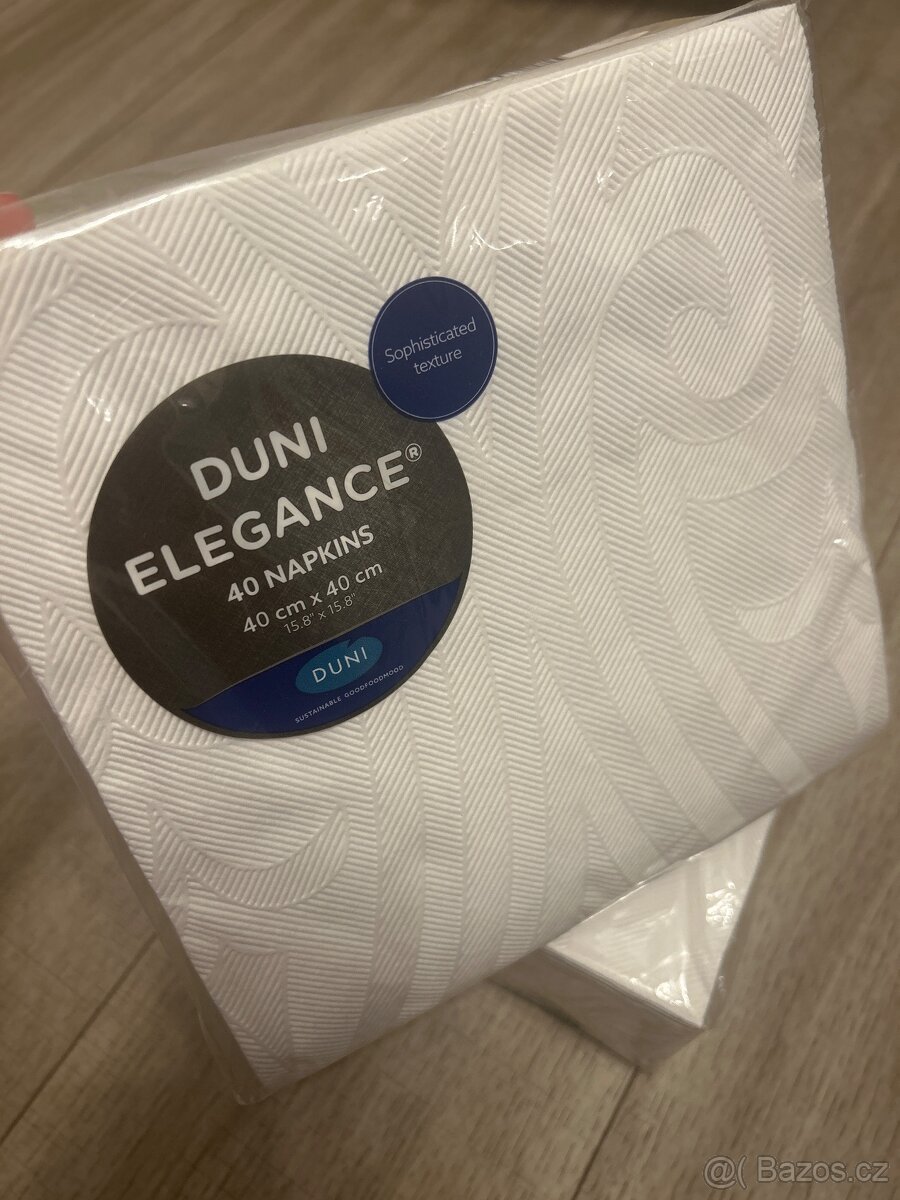 Sophisticated
texture
DUNI
ELEGANCE®
40 NAPKINS
40 cm x 40 cm
15.8" x 15.8"
DUNI
SUSTAINABLE GOODFOODMOOD
@( Bazos.cz